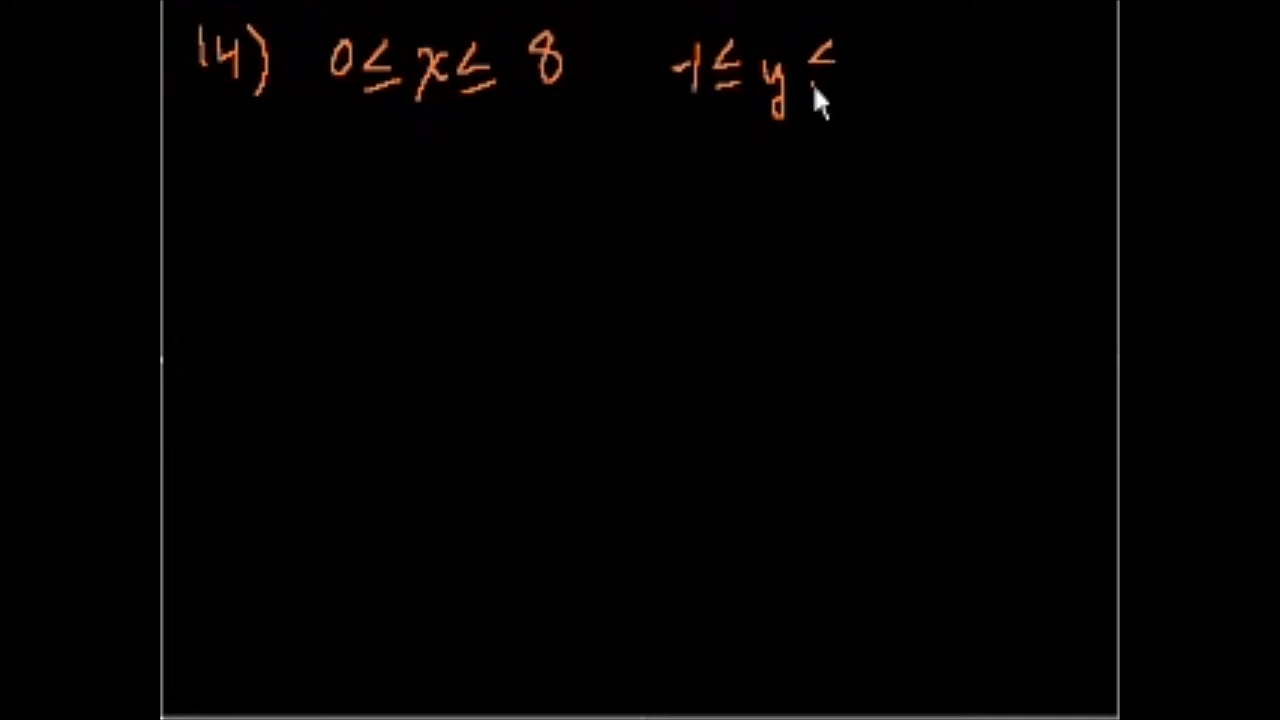 14) 0 ≤ x ≤ 8 -1 ≤ y <